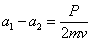 a₁ − a₂ = P / 2mv